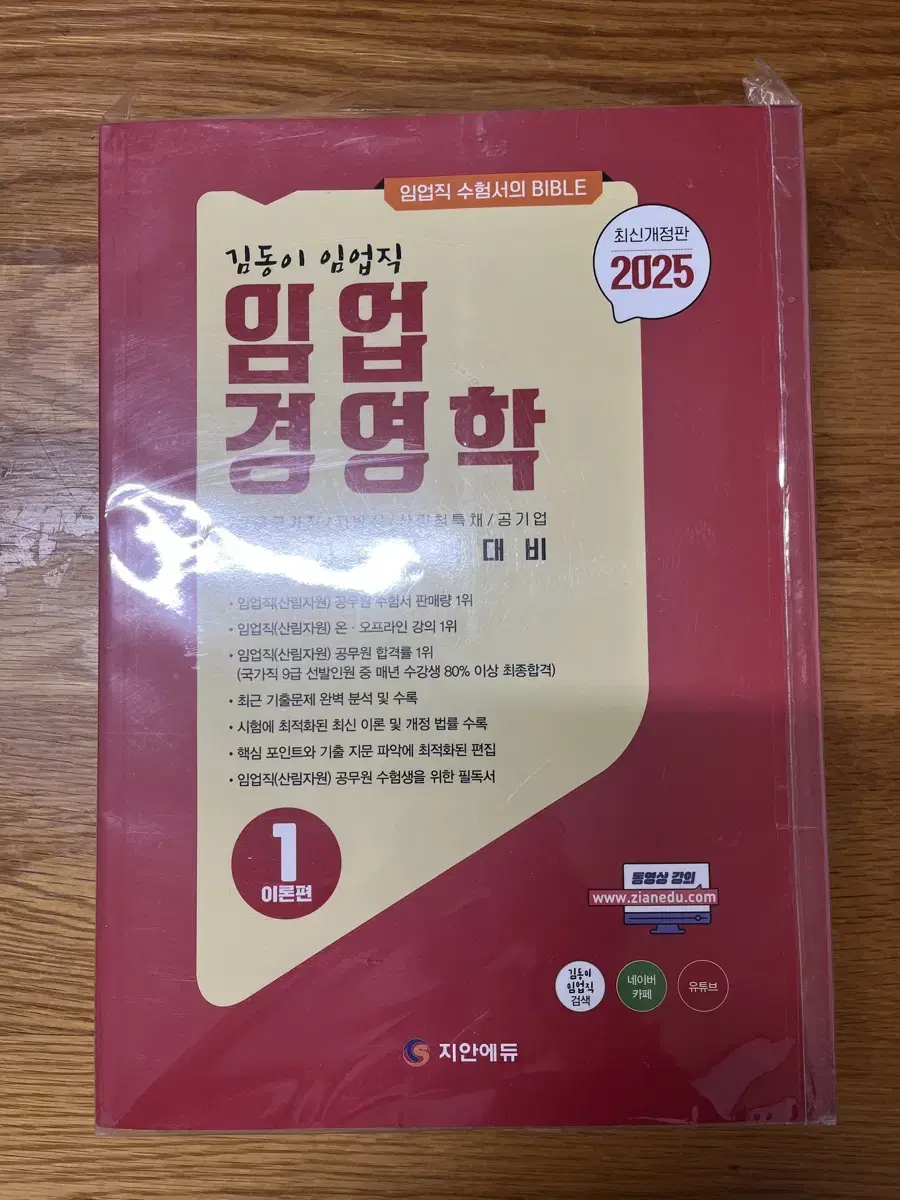 임업직 수험서의 BIBLE
최신개정판
2025
김동이 임업직
임업
경영학
특채/공기업
대비
• 임업직(산림자원) 공무원 수험서 판매량 1위
• 임업직(산림자원) 온·오프라인 강의 1위
• 임업직(산림자원) 공무원 합격률 1위
(국가직 9급 선발인원 중 매년 수강생 80% 이상 최종합격)
• 최근 기출문제 완벽 분석 및 수록
• 시험에 최적화된 최신 이론 및 개정 법률 수록
• 핵심 포인트와 기출 지문 파악에 최적화된 편집
• 임업직(산림자원) 공무원 수험생을 위한 필독서
1
이론편
동영상 강의
www.zianedu.com
김동이
임업직
검색
네이버
카페
유튜브
지안에듀